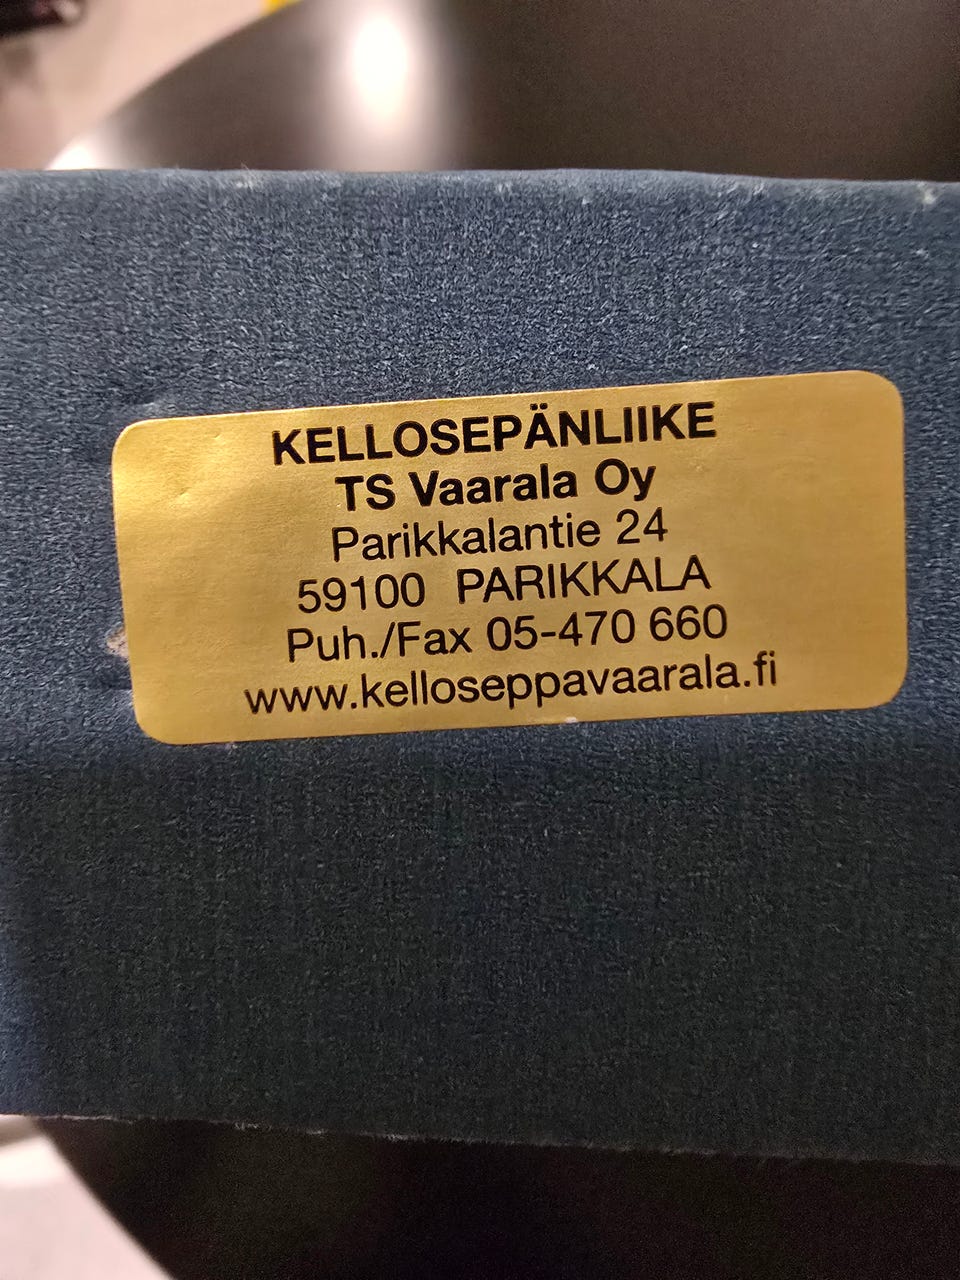 KELLOSEPÄNLIIKE
TS Vaarala Oy
Parikkalantie 24
59100 PARIKKALA
Puh./Fax 05-470 660
www.kelloseppavaarala.fi